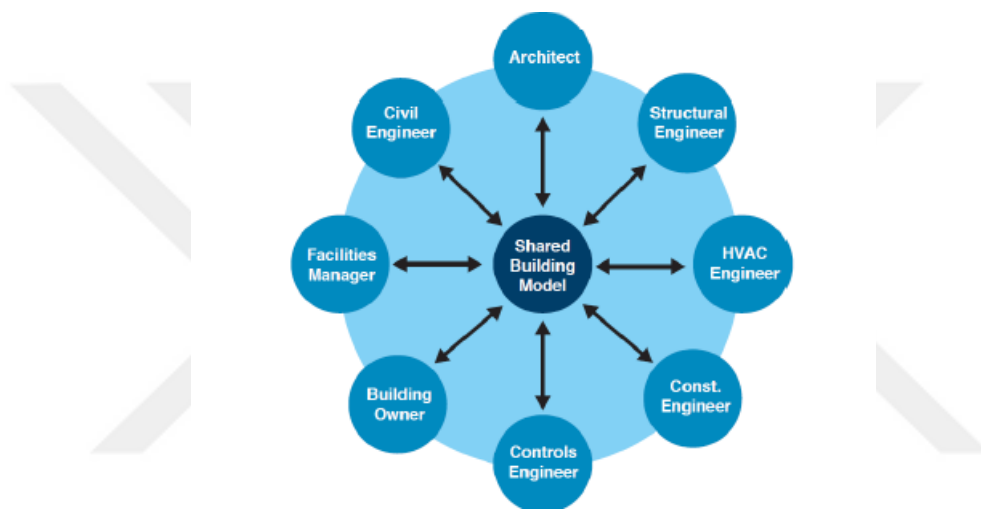 Architect
Structural
Engineer
HVAC
Engineer
Const.
Engineer
Controls
Engineer
Building
Owner
Facilities
Manager
Civil
Engineer
Shared
Building
Model